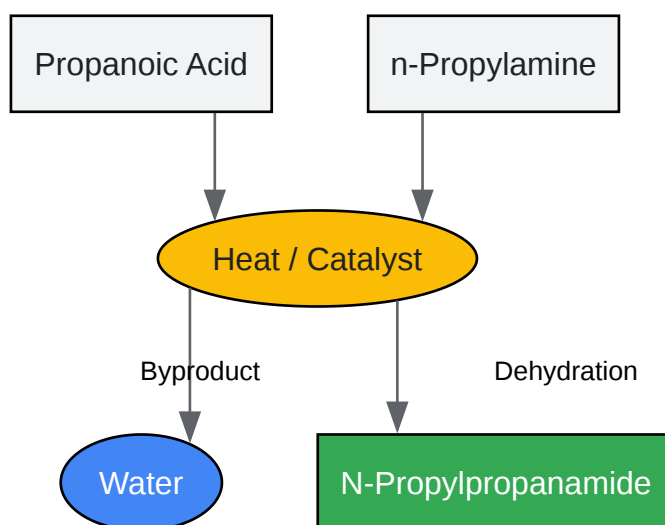 Propanoic Acid
n-Propylamine
Heat / Catalyst
Byproduct
Dehydration
Water
N-Propylpropanamide